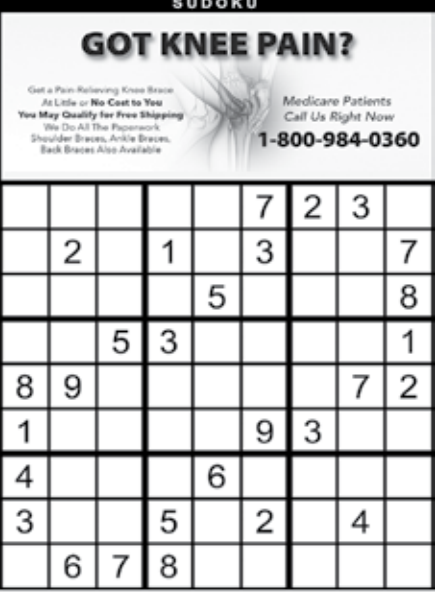 SUDOKU
GOT KNEE PAIN?
Get a Pain-Relieving Knee Brace
At Little or No Cost to You
You May Qualify for Free Shipping
We Do All The Paperwork
Shoulder Braces, Ankle Braces,
Back Braces Also Available
Medicare Patients
Call Us Right Now
1-800-984-0360
7 2 3
2 1 3 7
5 8
5 3 1
8 9 7 2
1 9 3
4 6
3 5 2 4
6 7 8